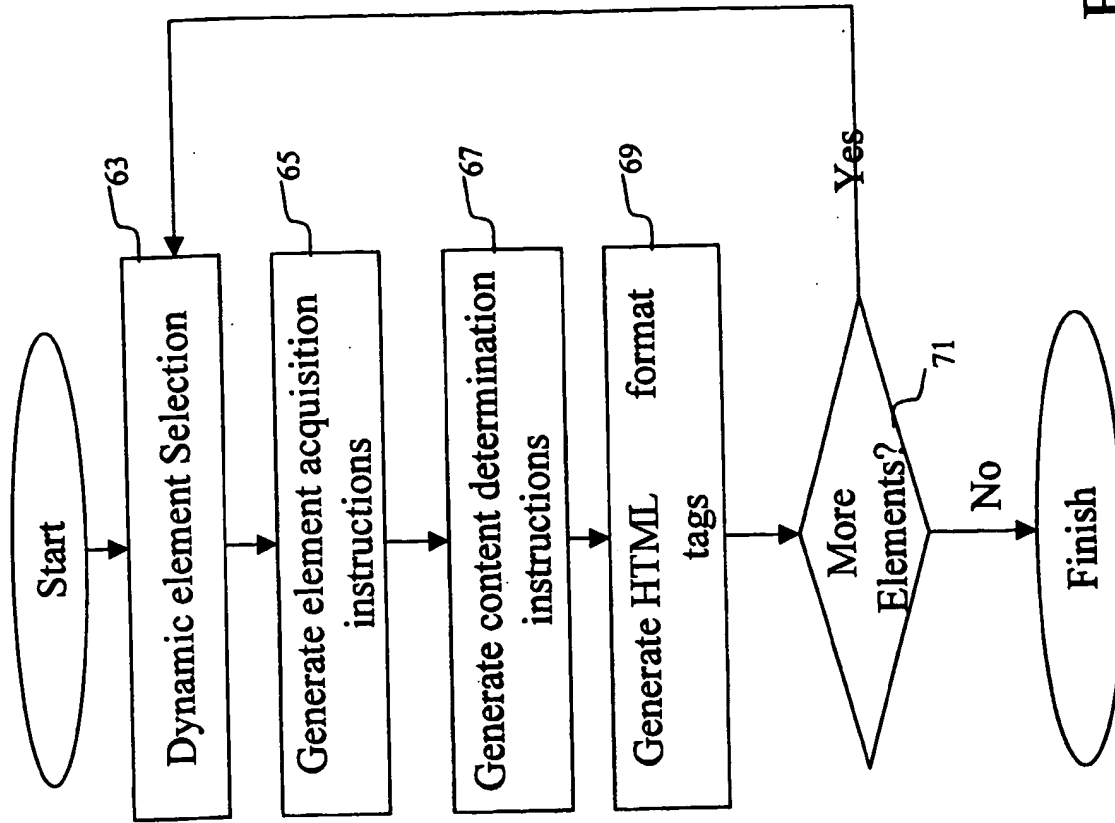 Start
63
Dynamic element Selection
65
Generate element acquisition
instructions
67
Generate content determination
instructions
69
Generate HTML format
tags
More
Elements?
71
Yes
No
Finish